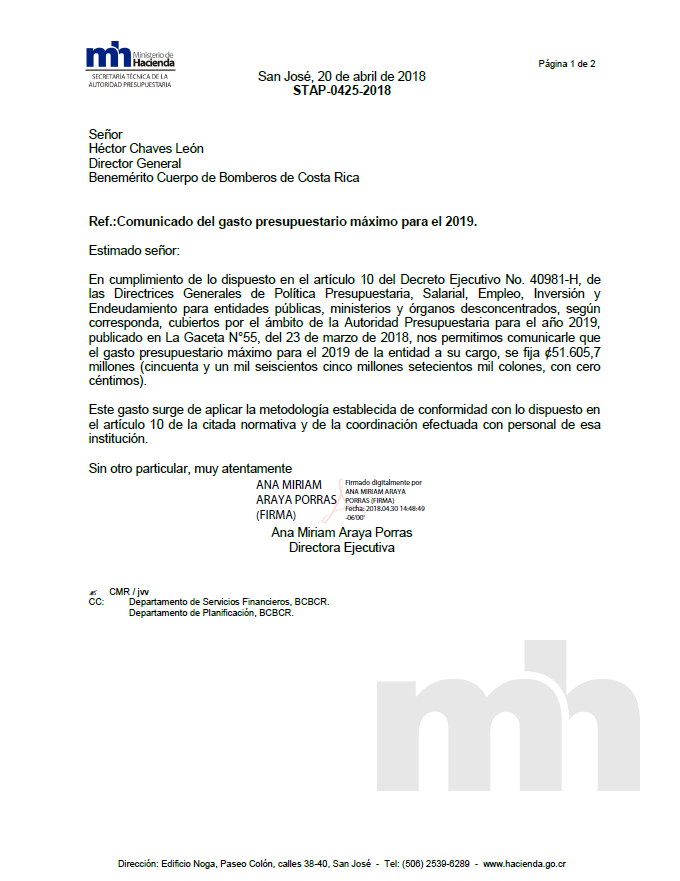 mh Ministerio de
Hacienda
SECRETARÍA TÉCNICA DE LA
AUTORIDAD PRESUPUESTARIA
Página 1 de 2
San José, 20 de abril de 2018
STAP-0425-2018
Señor
Héctor Chaves León
Director General
Benemérito Cuerpo de Bomberos de Costa Rica
Ref.:Comunicado del gasto presupuestario máximo para el 2019.
Estimado señor:
En cumplimiento de lo dispuesto en el artículo 10 del Decreto Ejecutivo No. 40981-H, de
las Directrices Generales de Política Presupuestaria, Salarial, Empleo, Inversión y
Endeudamiento para entidades públicas, ministerios y órganos desconcentrados, según
corresponda, cubiertos por el ámbito de la Autoridad Presupuestaria para el año 2019,
publicado en La Gaceta N°55, del 23 de marzo de 2018, nos permitimos comunicarle que
el gasto presupuestario máximo para el 2019 de la entidad a su cargo, se fija ¢51.605,7
millones (cincuenta y un mil seiscientos cinco millones setecientos mil colones, con cero
céntimos).
Este gasto surge de aplicar la metodología establecida de conformidad con lo dispuesto en
el artículo 10 de la citada normativa y de la coordinación efectuada con personal de esa
institución.
Sin otro particular, muy atentamente
ANA MIRIAM
ARAYA PORRAS
(FIRMA)
Firmado digitalmente por
ANA MIRIAM ARAYA
PORRAS (FIRMA)
Fecha: 2018.04.30 14:48:49
-06'00'
Ana Miriam Araya Porras
Directora Ejecutiva
CMR / jvv
CC: Departamento de Servicios Financieros, BCBCR.
Departamento de Planificación, BCBCR.
mh
Dirección: Edificio Noga, Paseo Colón, calles 38-40, San José - Tel: (506) 2539-6289 - www.hacienda.go.cr